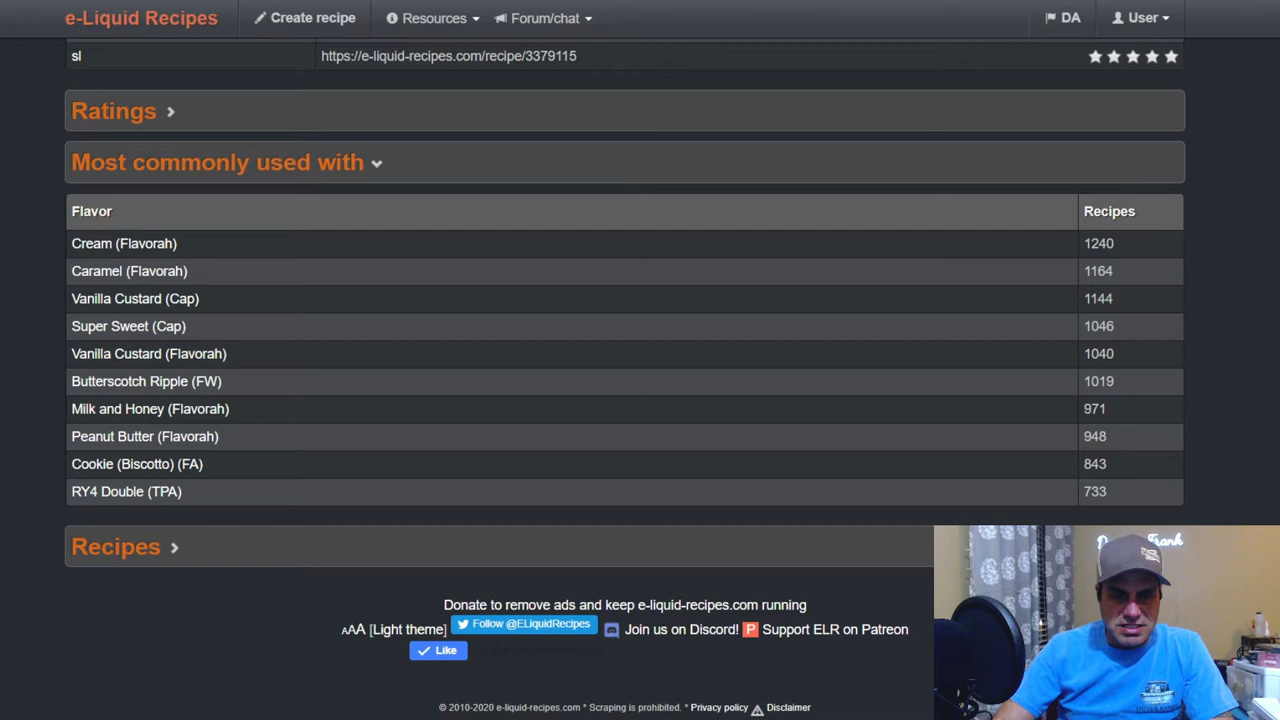 e-Liquid Recipes Create recipe Resources Forum/chat DA User
sl https://e-liquid-recipes.com/recipe/3379115
Ratings
Most commonly used with
Flavor Recipes
Cream (Flavorah) 1240
Caramel (Flavorah) 1164
Vanilla Custard (Cap) 1144
Super Sweet (Cap) 1046
Vanilla Custard (Flavorah) 1040
Butterscotch Ripple (FW) 1019
Milk and Honey (Flavorah) 971
Peanut Butter (Flavorah) 948
Cookie (Biscotto) (FA) 843
RY4 Double (TPA) 733
Recipes
Donate to remove ads and keep e-liquid-recipes.com running
AAA [Light theme] Follow @ELiquidRecipes Join us on Discord! Support ELR on Patreon
Like
© 2010-2020 e-liquid-recipes.com * Scraping is prohibited. * Privacy policy Disclaimer